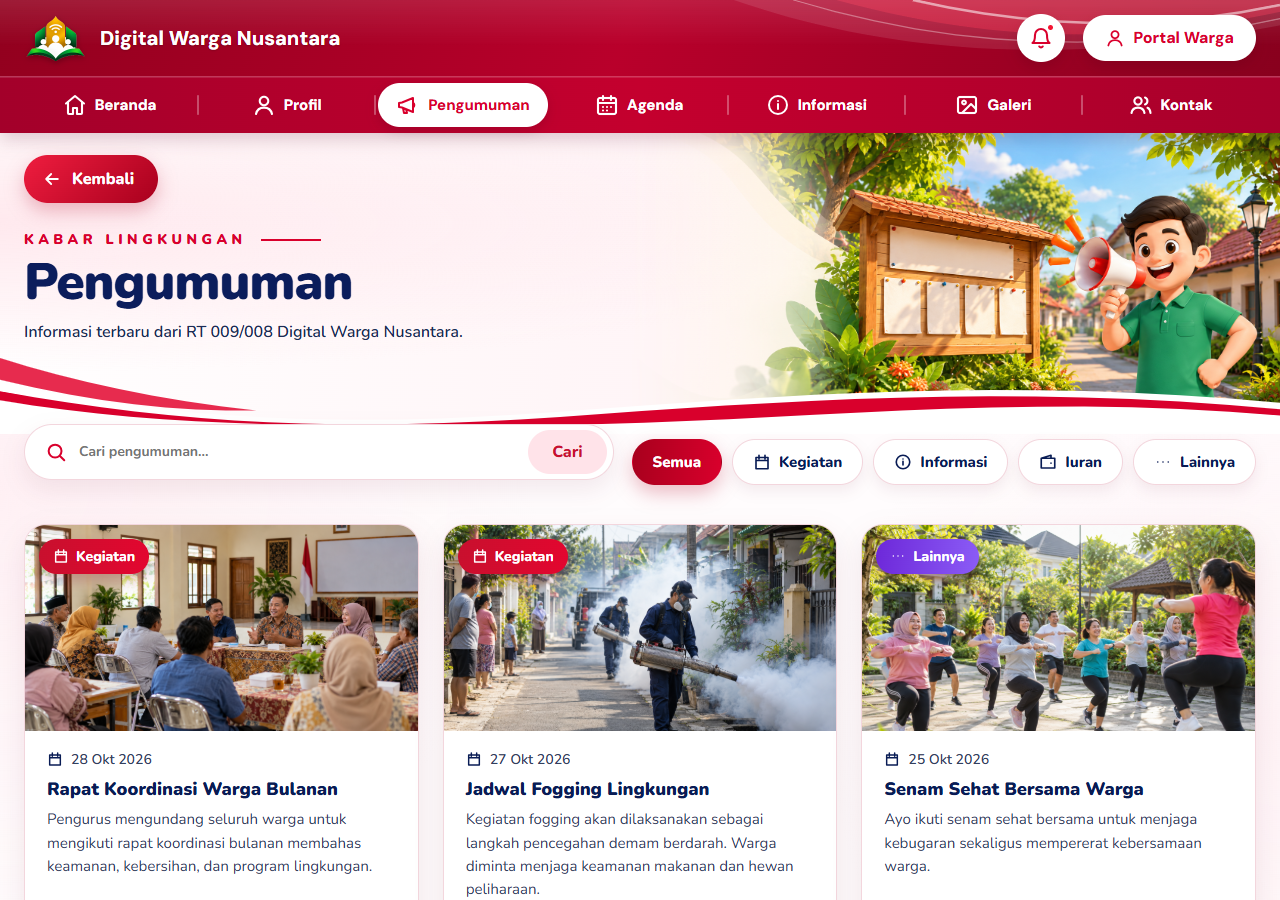 Digital Warga Nusantara
Portal Warga
Beranda
Profil
Pengumuman
Agenda
Informasi
Galeri
Kontak
Kembali
KABAR LINGKUNGAN
Pengumuman
Informasi terbaru dari RT 009/008 Digital Warga Nusantara.
Cari pengumuman...
Cari
Semua
Kegiatan
Informasi
Iuran
Lainnya
Kegiatan
28 Okt 2026
Rapat Koordinasi Warga Bulanan
Pengurus mengundang seluruh warga untuk
mengikuti rapat koordinasi bulanan membahas
keamanan, kebersihan, dan program lingkungan.
Kegiatan
27 Okt 2026
Jadwal Fogging Lingkungan
Kegiatan fogging akan dilaksanakan sebagai
langkah pencegahan demam berdarah. Warga
diminta menjaga keamanan makanan dan hewan
peliharaan.
Lainnya
25 Okt 2026
Senam Sehat Bersama Warga
Ayo ikuti senam sehat bersama untuk menjaga
kebugaran sekaligus mempererat kebersamaan
warga.